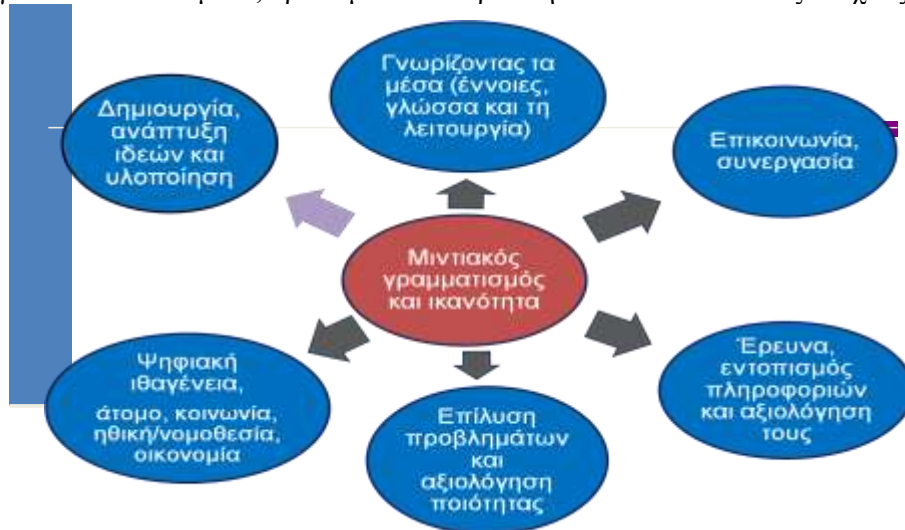 Γνωρίζοντας τα
μέσα (έννοιες,
γλώσσα και τη
λειτουργία)
Δημιουργία,
ανάπτυξη
ιδεών και
υλοποίηση
Επικοινωνία,
συνεργασία
Μιντιακός
γραμματισμός
και ικανότητα
Ψηφιακή
ιθαγένεια,
άτομο, κοινωνία,
ηθική/νομοθεσία,
οικονομία
Επίλυση
προβλημάτων
και
αξιολόγηση
ποιότητας
Έρευνα,
εντοπισμός
πληροφοριών
και αξιολόγηση
τους